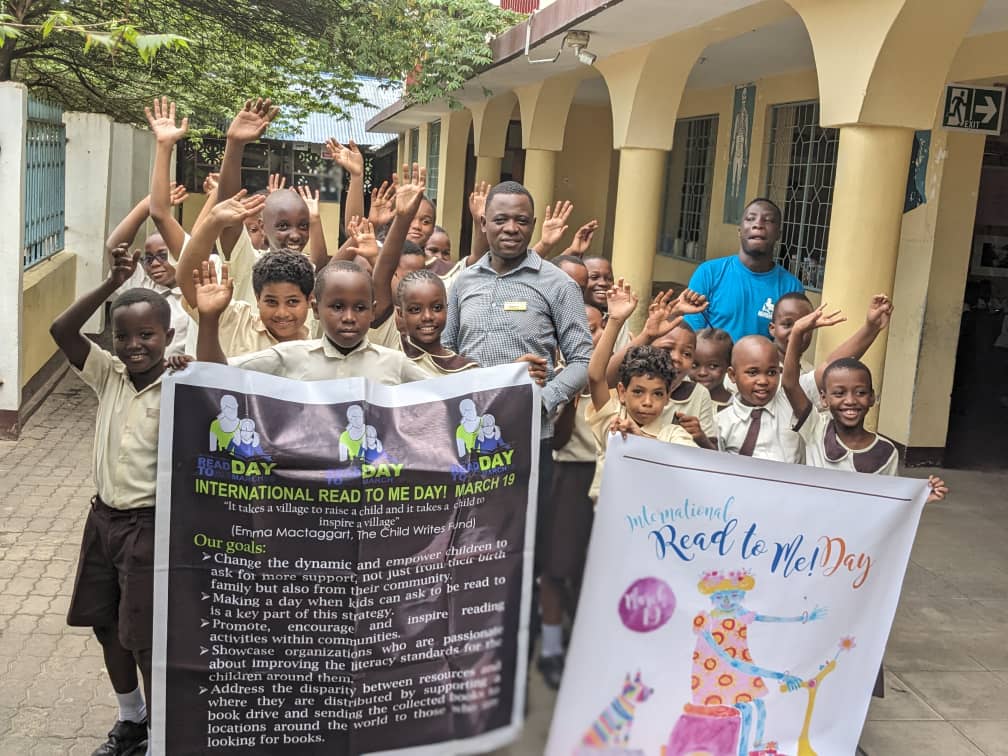 READ DAY
TO MARCH
READ DAY
TO MARCH
READ DAY
TO MARCH
INTERNATIONAL READ TO ME DAY! MARCH 19
“It takes a village to raise a child and it takes a child to
inspire a village”
(Emma Mactaggart, The Child Writes Fund)
Our goals:
➢ Change the dynamic and empower children to
ask for more support, not just from their birth
family but also from their community.
➢ Making a day when kids can ask to be read to
is a key part of this strategy.
➢ Promote, encourage and inspire reading
activities within communities.
➢ Showcase organizations who are passionate
about improving the literacy standards for the
children around them.
➢ Address the disparity between resources and
where they are distributed by supporting a
book drive and sending the collected books to
locations around the world to those who are
looking for books.
International
Read to Me! Day
March
19
EXIT